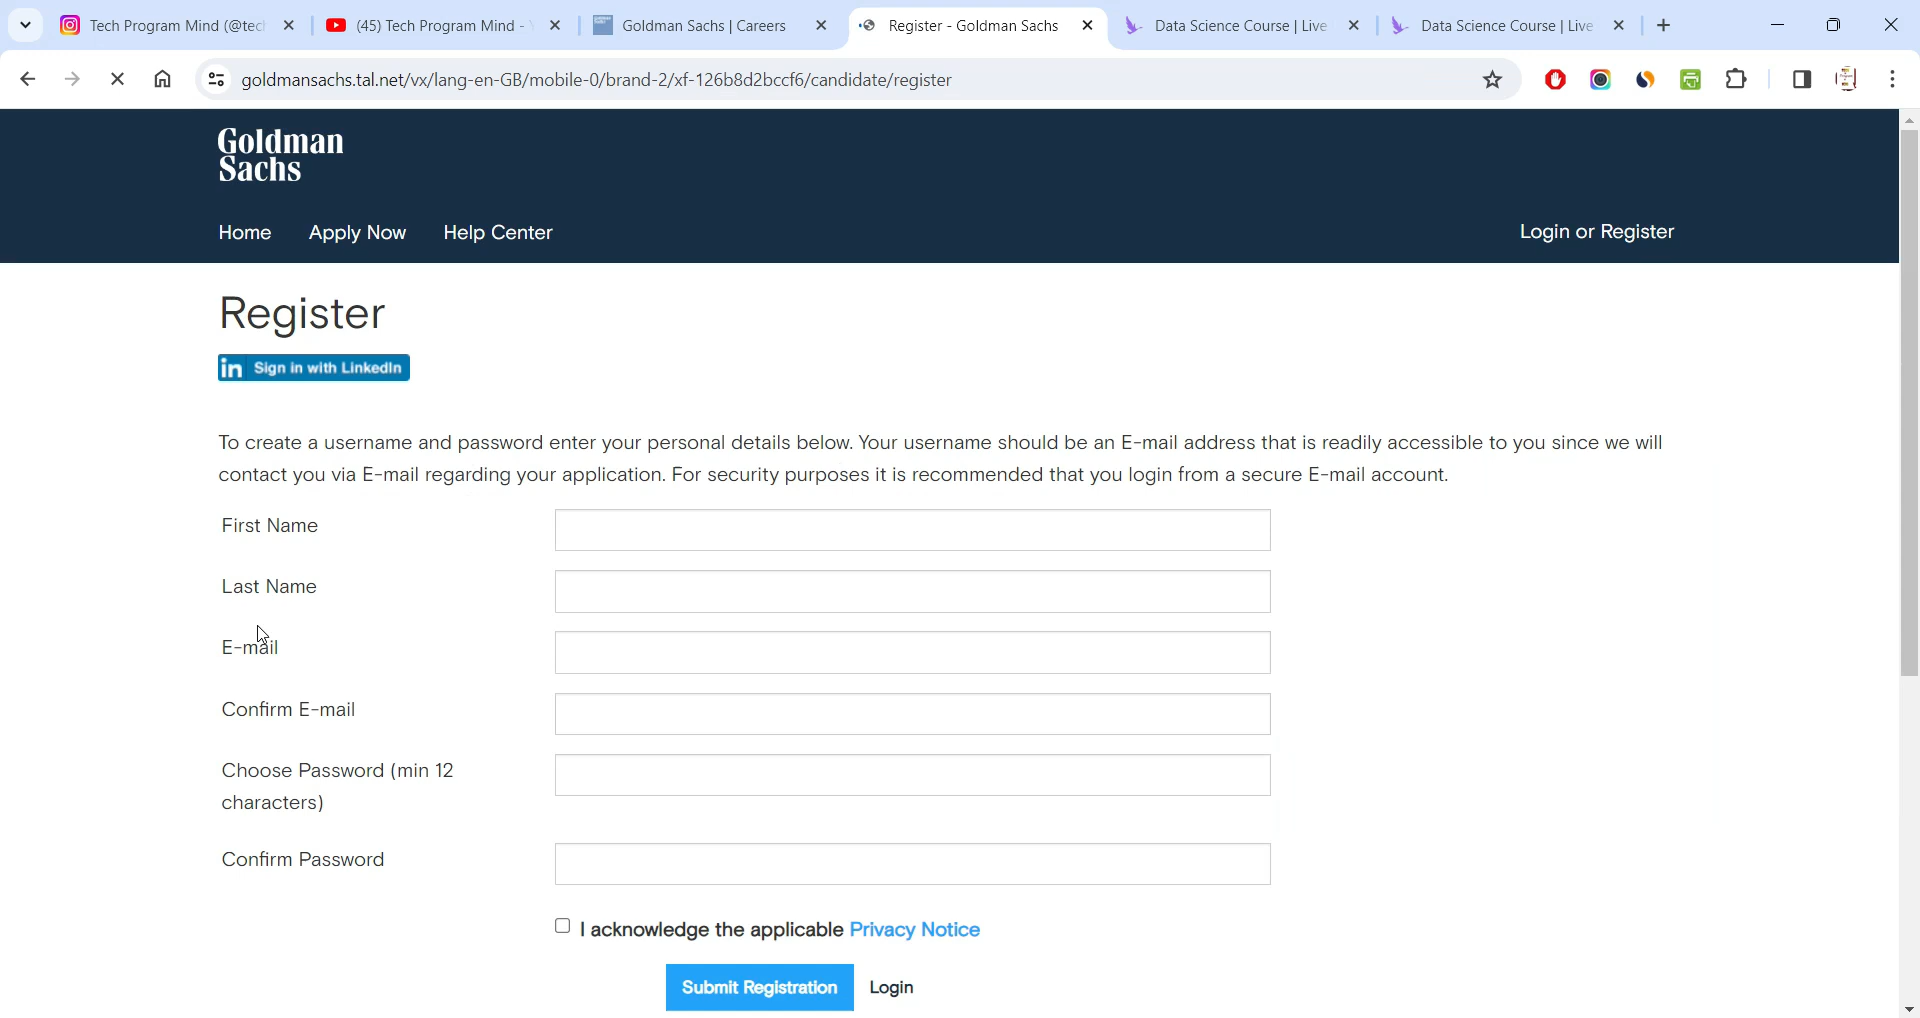 Tech Program Mind (@tec
(45) Tech Program Mind -
Goldman Sachs | Careers
Register - Goldman Sachs
Data Science Course | Live
Data Science Course | Live
goldmansachs.tal.net/vx/lang-en-GB/mobile-0/brand-2/xf-126b8d2bccf6/candidate/register
Goldman
Sachs
Home Apply Now Help Center Login or Register
Register
in Sign in with LinkedIn
To create a username and password enter your personal details below. Your username should be an E-mail address that is readily accessible to you since we will
contact you via E-mail regarding your application. For security purposes it is recommended that you login from a secure E-mail account.
First Name
Last Name
E-mail
Confirm E-mail
Choose Password (min 12
characters)
Confirm Password
I acknowledge the applicable Privacy Notice
Submit Registration Login